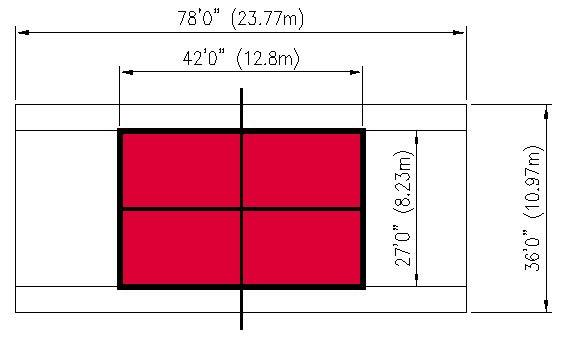 78'0" (23.77m)
42'0" (12.8m)
27'0" (8.23m)
36'0" (10.97m)